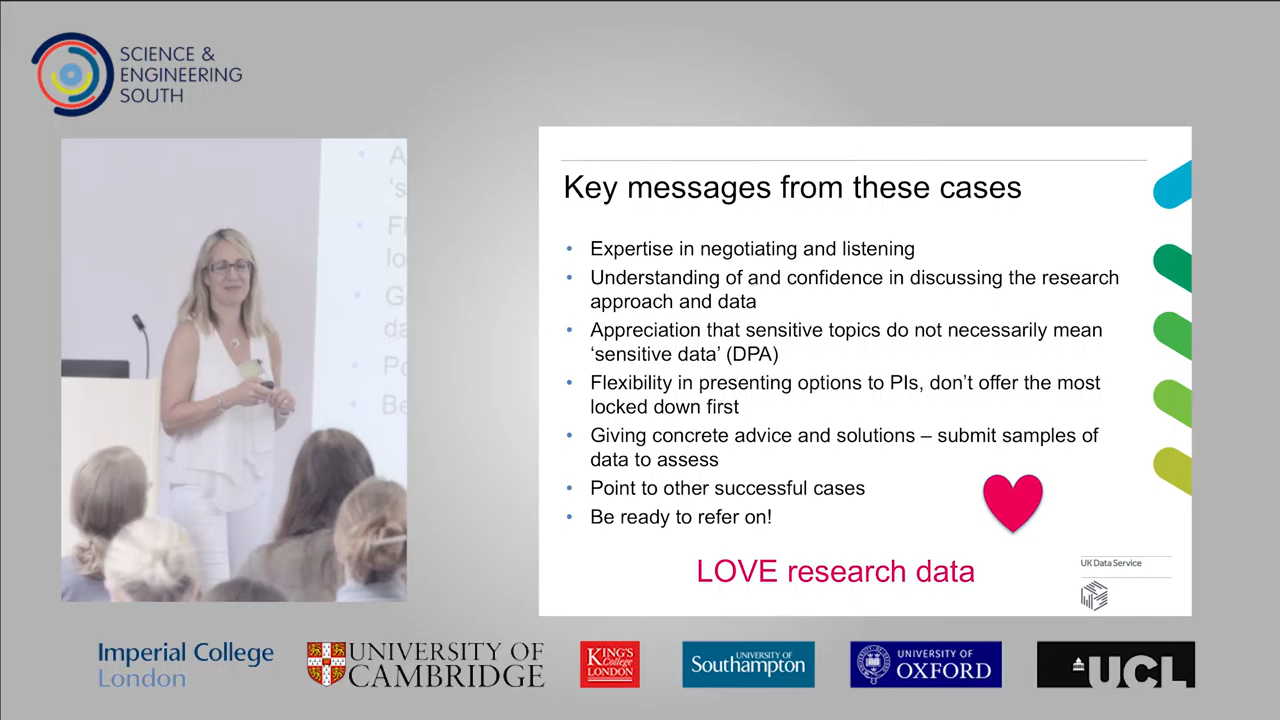 SCIENCE &
ENGINEERING
SOUTH
Key messages from these cases
• Expertise in negotiating and listening
• Understanding of and confidence in discussing the research
approach and data
• Appreciation that sensitive topics do not necessarily mean
‘sensitive data’ (DPA)
• Flexibility in presenting options to PIs, don’t offer the most
locked down first
• Giving concrete advice and solutions – submit samples of
data to assess
• Point to other successful cases
• Be ready to refer on!
LOVE research data
UK Data Service
Imperial College
London
UNIVERSITY OF
CAMBRIDGE
KING'S
College
LONDON
UNIVERSITY OF
Southampton
UNIVERSITY OF
OXFORD
UCL